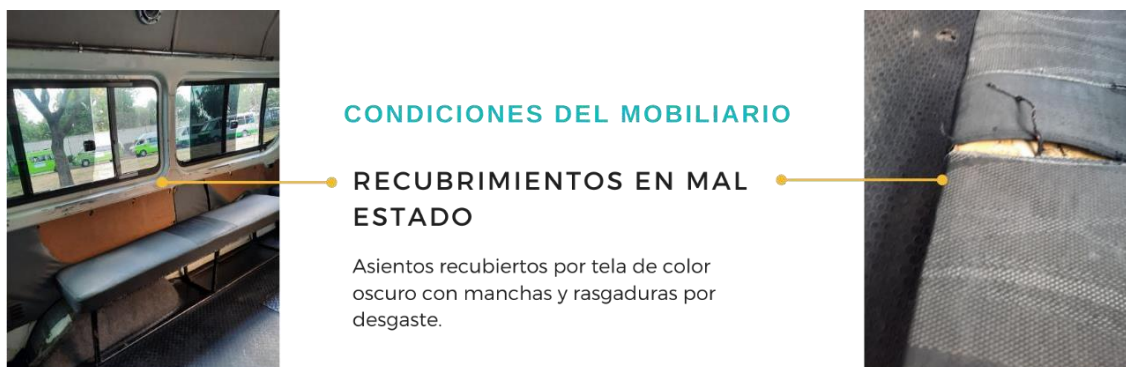 CONDICIONES DEL MOBILIARIO
RECUBRIMIENTOS EN MAL
ESTADO
Asientos recubiertos por tela de color
oscuro con manchas y rasgaduras por
desgaste.